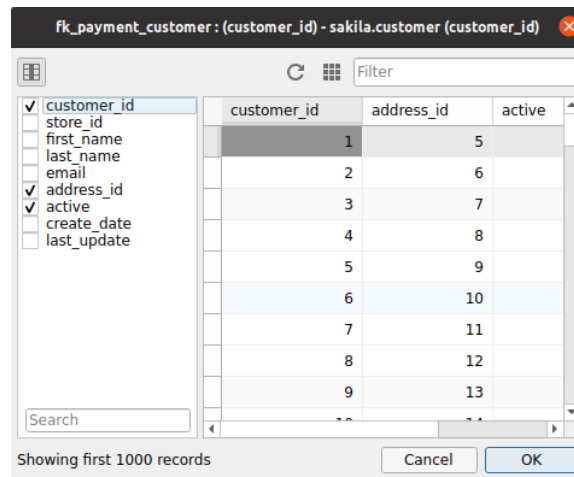 fk_payment_customer : (customer_id) - sakila.customer (customer_id)
Filter
customer_id
store_id
first_name
last_name
email
address_id
active
create_date
last_update
Search
customer_id address_id active
1 5
2 6
3 7
4 8
5 9
6 10
7 11
8 12
9 13
Showing first 1000 records
Cancel OK